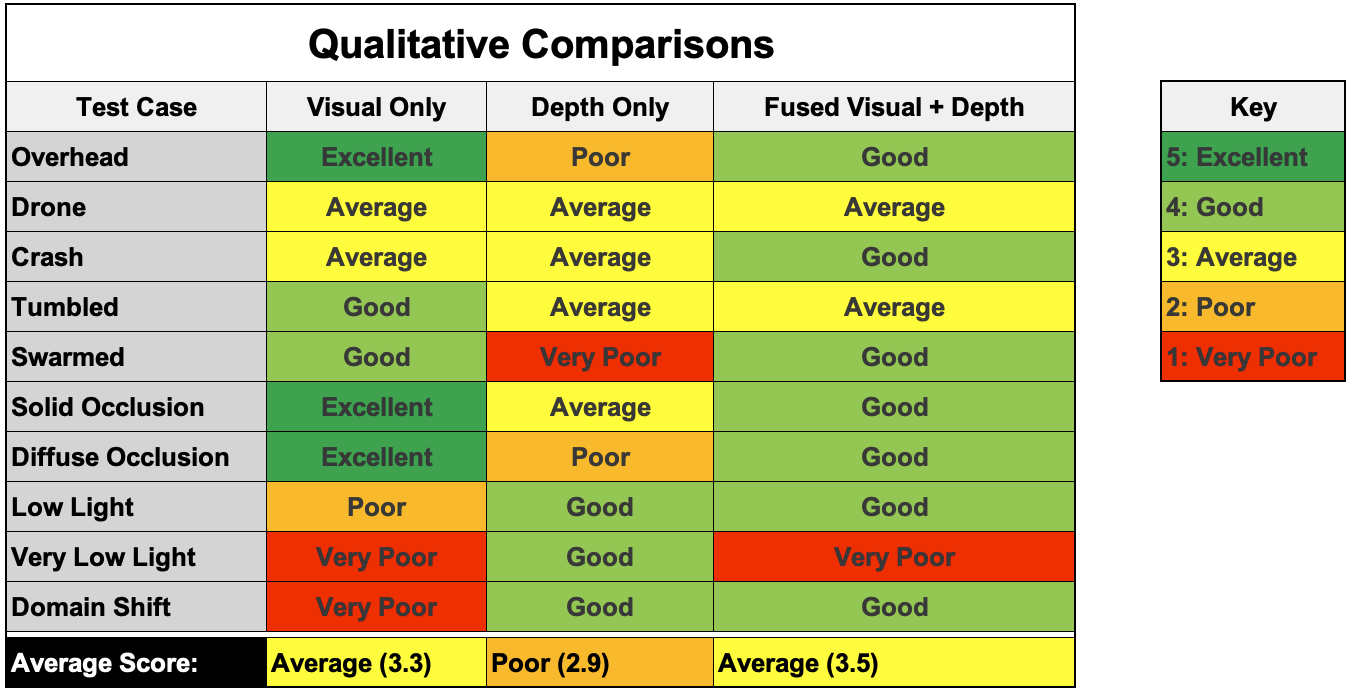 Qualitative Comparisons
Test Case Visual Only Depth Only Fused Visual + Depth Key
Overhead Excellent Poor Good 5: Excellent
Drone Average Average Average 4: Good
Crash Average Average Good 3: Average
Tumbled Good Average Average 2: Poor
Swarmed Good Very Poor Good 1: Very Poor
Solid Occlusion Excellent Average Good
Diffuse Occlusion Excellent Poor Good
Low Light Poor Good Good
Very Low Light Very Poor Good Very Poor
Domain Shift Very Poor Good Good
Average Score: Average (3.3) Poor (2.9) Average (3.5)